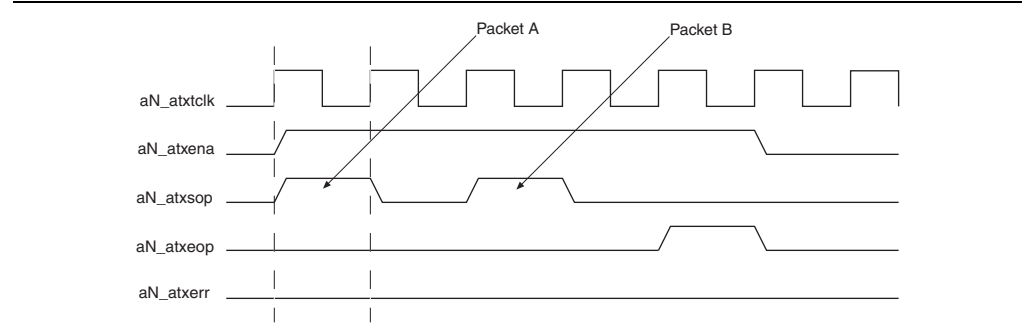 Packet A
Packet B
aN_atxtclk
aN_atxena
aN_atxsop
aN_atxeop
aN_atxerr